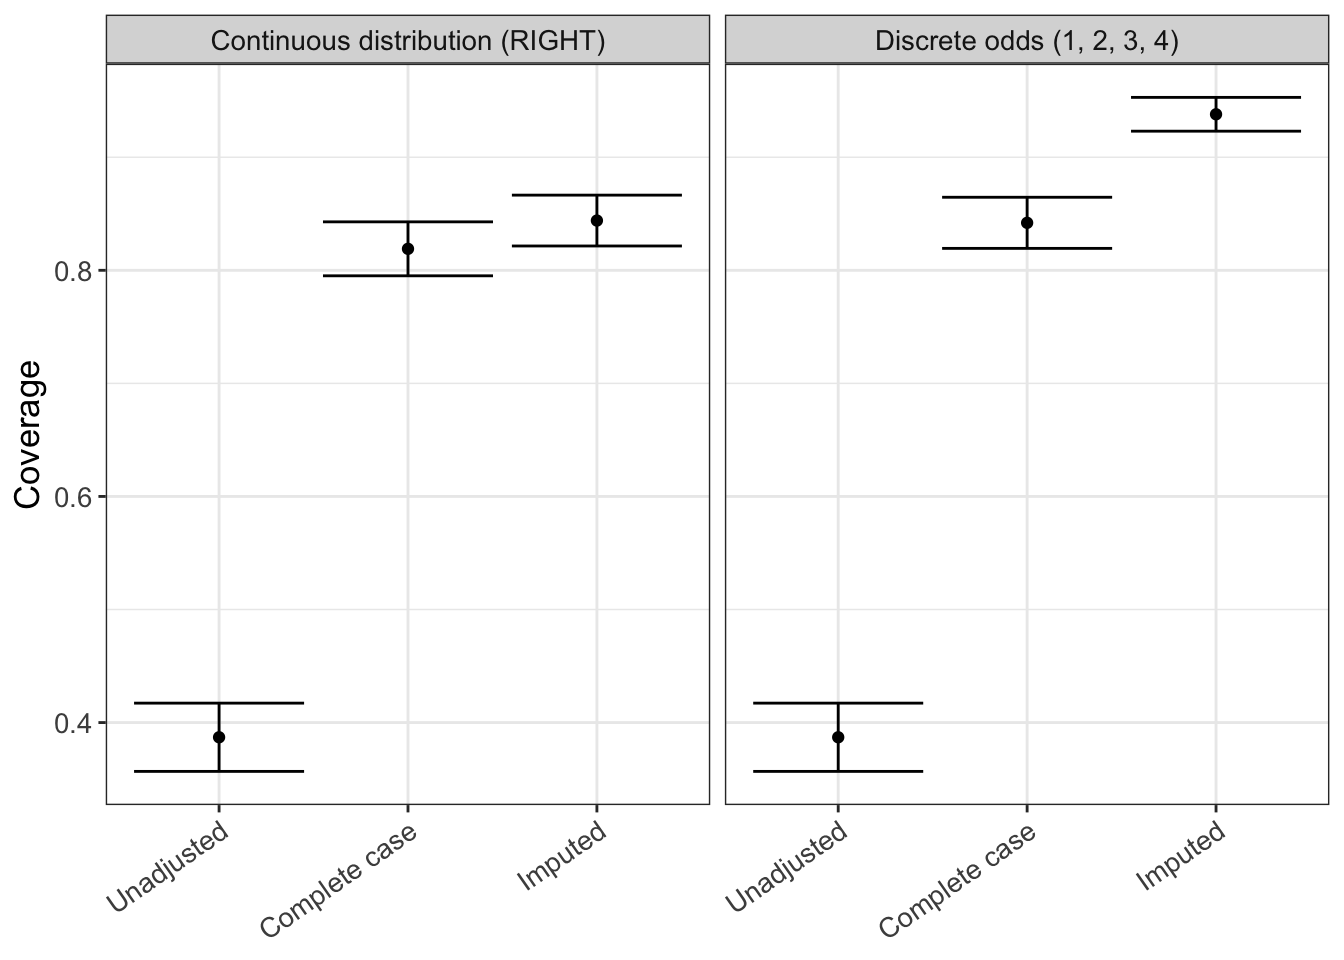 Continuous distribution (RIGHT)
Discrete odds (1, 2, 3, 4)
Coverage
0.8
0.6
0.4
Unadjusted
Complete case
Imputed
Unadjusted
Complete case
Imputed